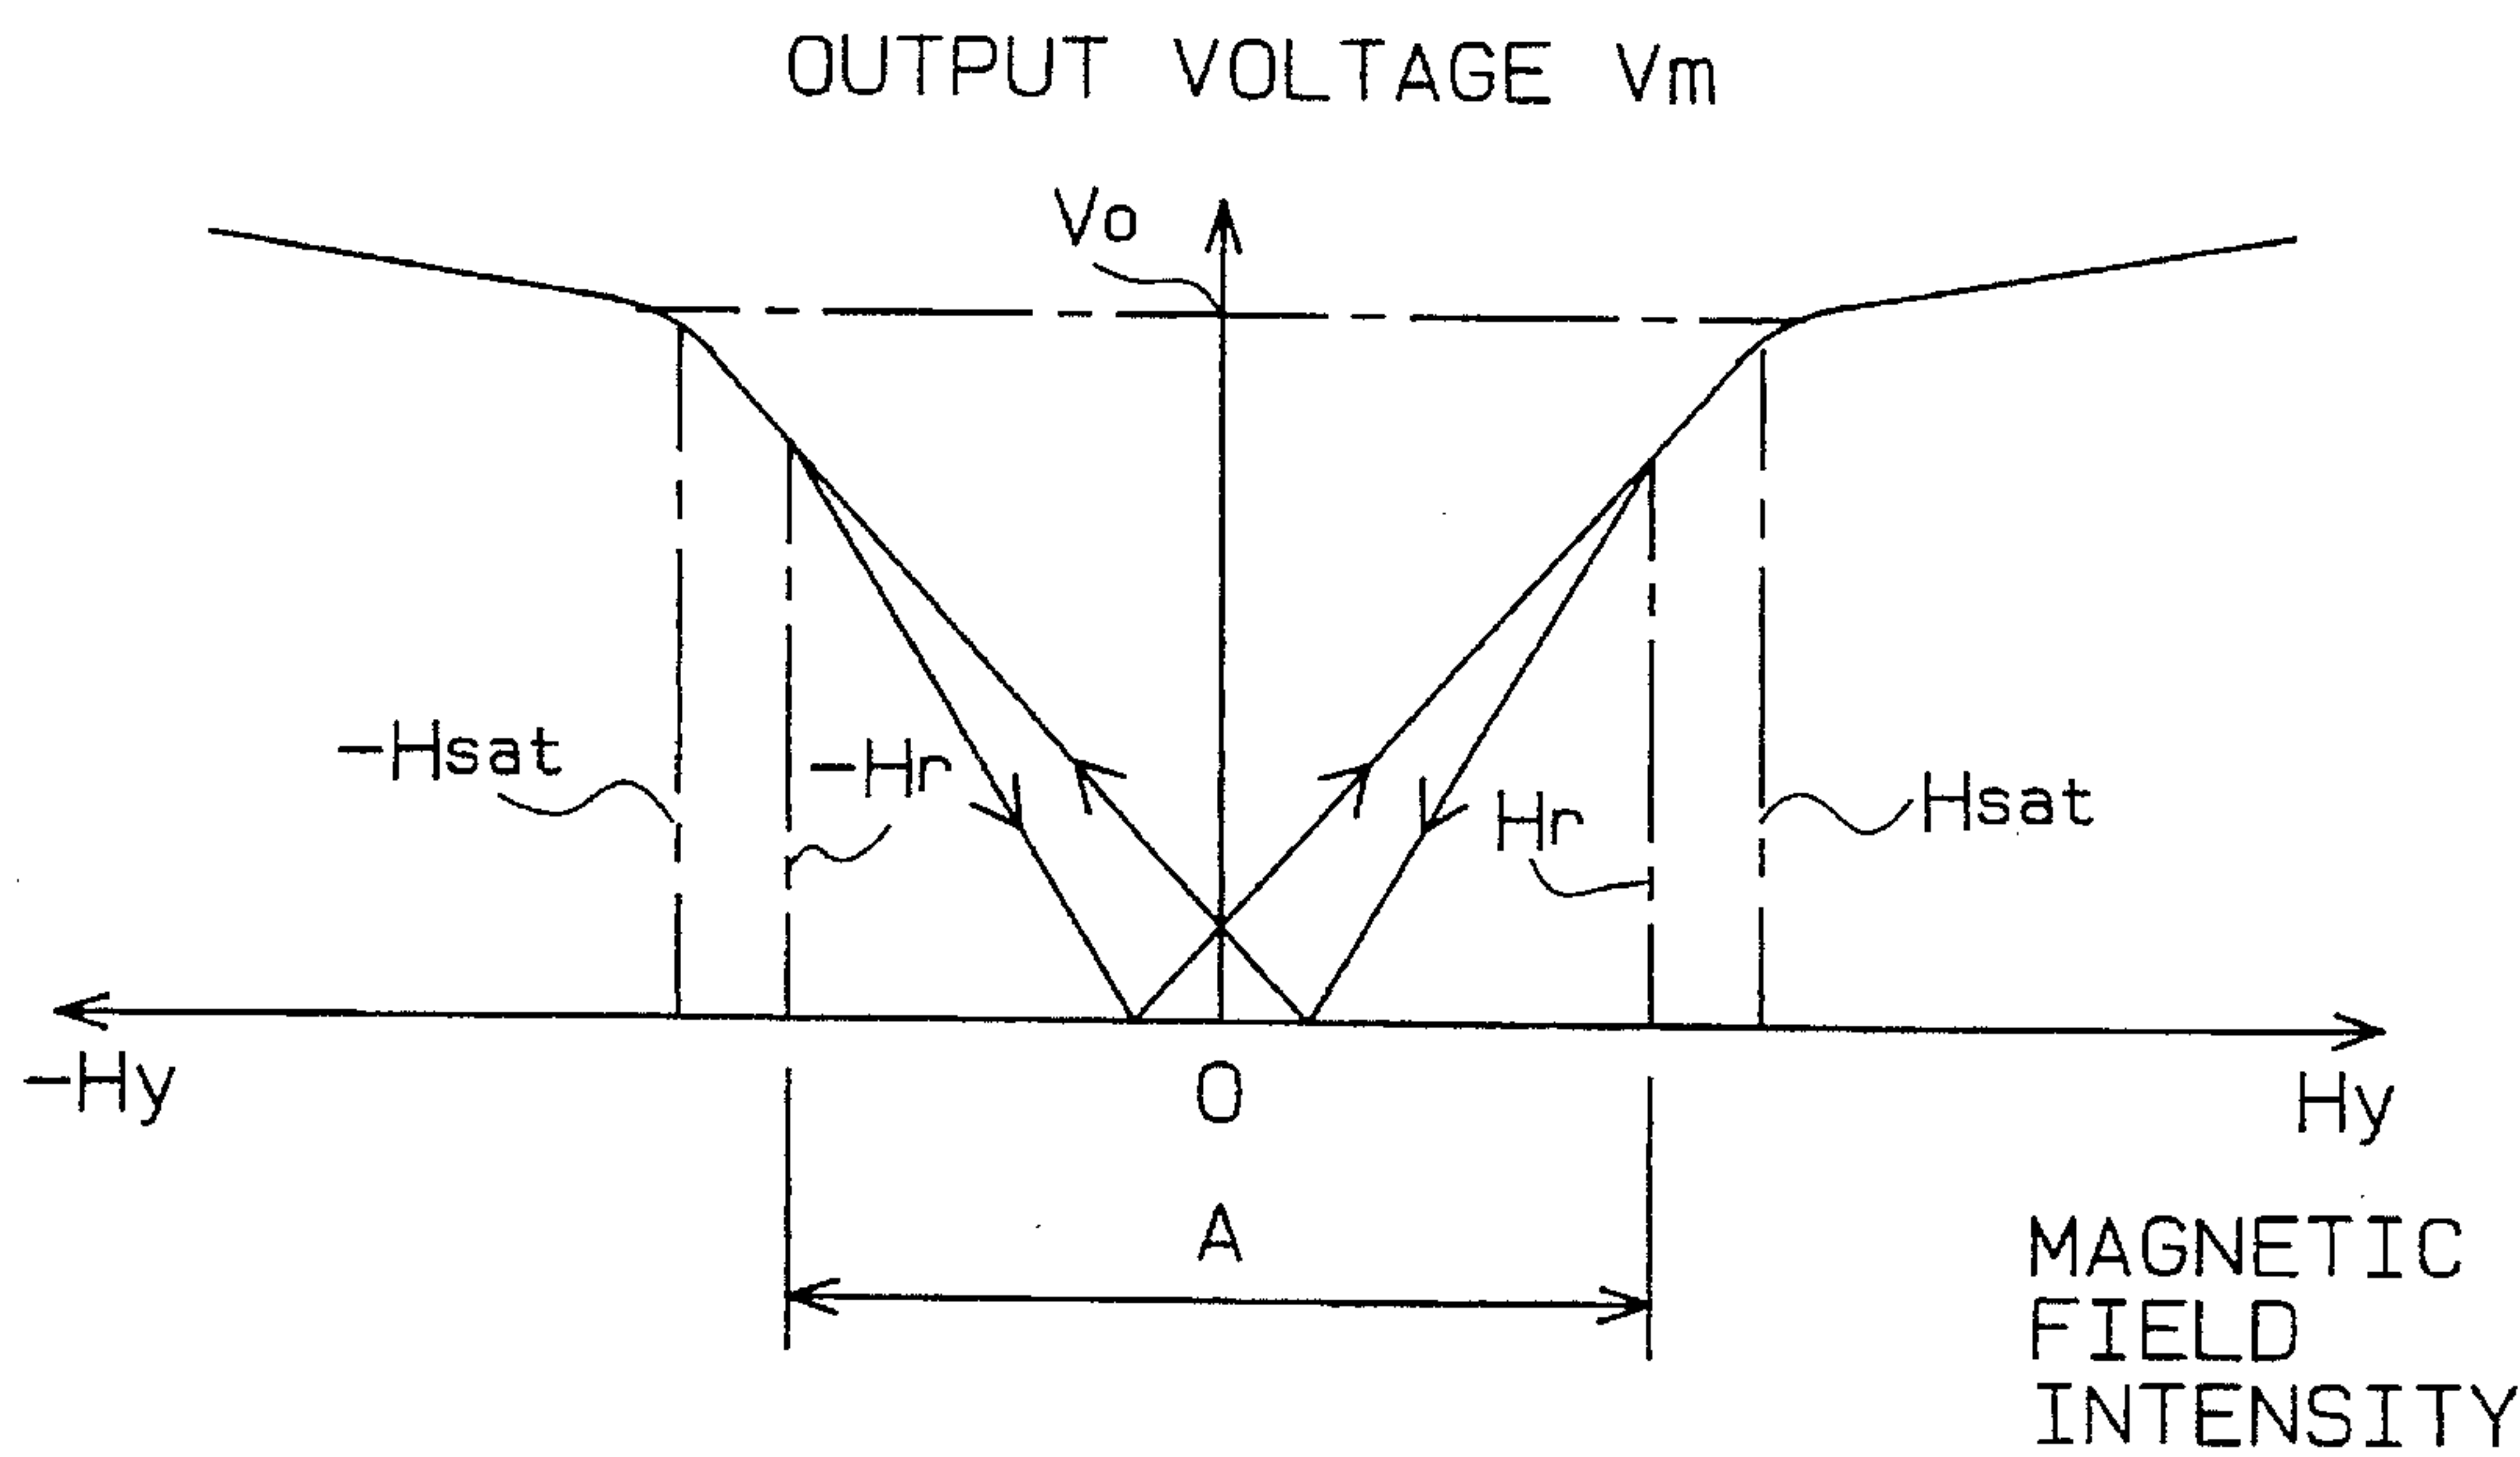 OUTPUT VOLTAGE Vm
Vo
-Hsat
-Hr
Hr
Hsat
-Hy
O
Hy
A
MAGNETIC
FIELD
INTENSITY